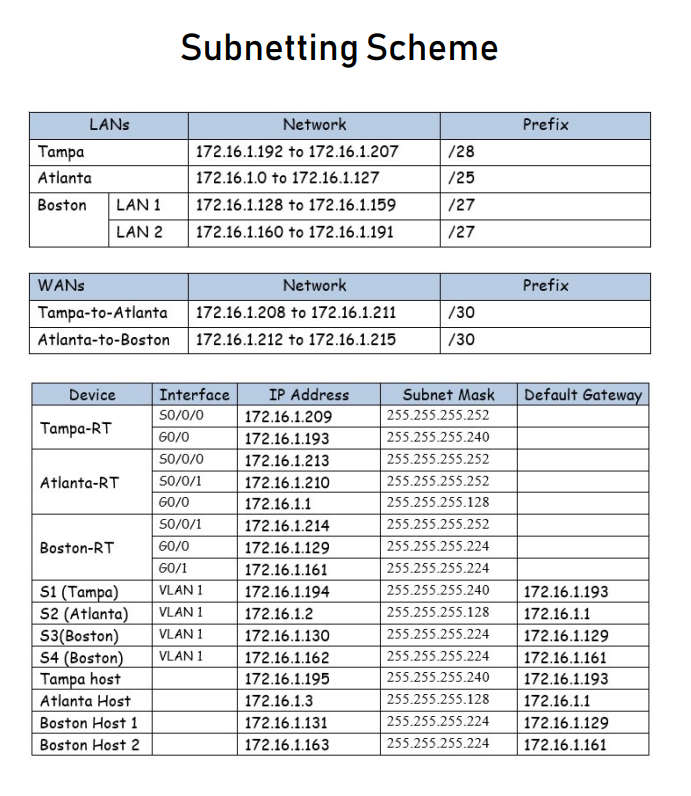 Subnetting Scheme
LANs Network Prefix
Tampa 172.16.1.192 to 172.16.1.207 /28
Atlanta 172.16.1.0 to 172.16.1.127 /25
Boston LAN 1 172.16.1.128 to 172.16.1.159 /27
LAN 2 172.16.1.160 to 172.16.1.191 /27
WANs Network Prefix
Tampa-to-Atlanta 172.16.1.208 to 172.16.1.211 /30
Atlanta-to-Boston 172.16.1.212 to 172.16.1.215 /30
Device Interface IP Address Subnet Mask Default Gateway
Tampa-RT S0/0/0 172.16.1.209 255.255.255.252
G0/0 172.16.1.193 255.255.255.240
Atlanta-RT S0/0/0 172.16.1.213 255.255.255.252
S0/0/1 172.16.1.210 255.255.255.252
G0/0 172.16.1.1 255.255.255.128
Boston-RT S0/0/1 172.16.1.214 255.255.255.252
G0/0 172.16.1.129 255.255.255.224
G0/1 172.16.1.161 255.255.255.224
S1 (Tampa) VLAN 1 172.16.1.194 255.255.255.240 172.16.1.193
S2 (Atlanta) VLAN 1 172.16.1.2 255.255.255.128 172.16.1.1
S3(Boston) VLAN 1 172.16.1.130 255.255.255.224 172.16.1.129
S4 (Boston) VLAN 1 172.16.1.162 255.255.255.224 172.16.1.161
Tampa host 172.16.1.195 255.255.255.240 172.16.1.193
Atlanta Host 172.16.1.3 255.255.255.128 172.16.1.1
Boston Host 1 172.16.1.131 255.255.255.224 172.16.1.129
Boston Host 2 172.16.1.163 255.255.255.224 172.16.1.161